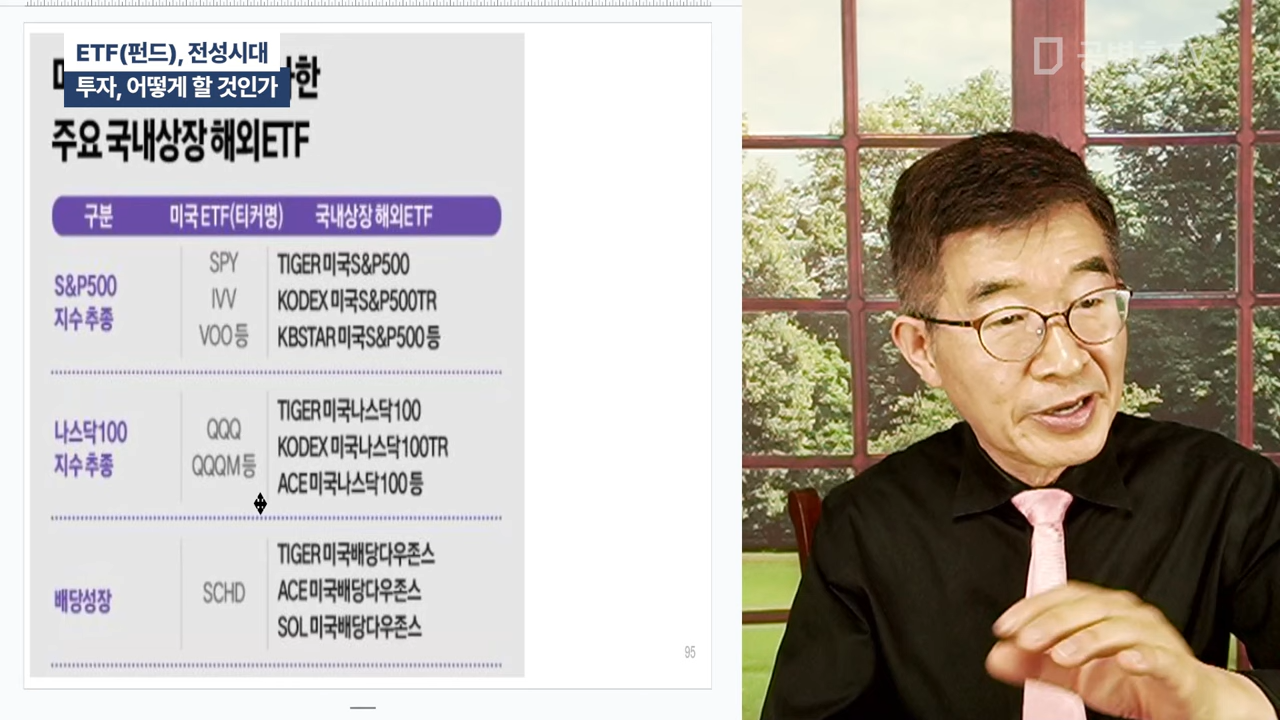 ETF(펀드), 전성시대
투자, 어떻게 할 것인가
주요 국내상장 해외ETF
구분 미국 ETF(티커명) 국내상장 해외ETF
S&P500
지수 추종
SPY
IVV
VOO 등
TIGER 미국S&P500
KODEX 미국S&P500TR
KBSTAR 미국S&P500 등
나스닥100
지수 추종
QQQ
QQQM 등
TIGER 미국나스닥100
KODEX 미국나스닥100TR
ACE 미국나스닥100 등
배당성장
SCHD
TIGER 미국배당다우존스
ACE 미국배당다우존스
SOL 미국배당다우존스
95